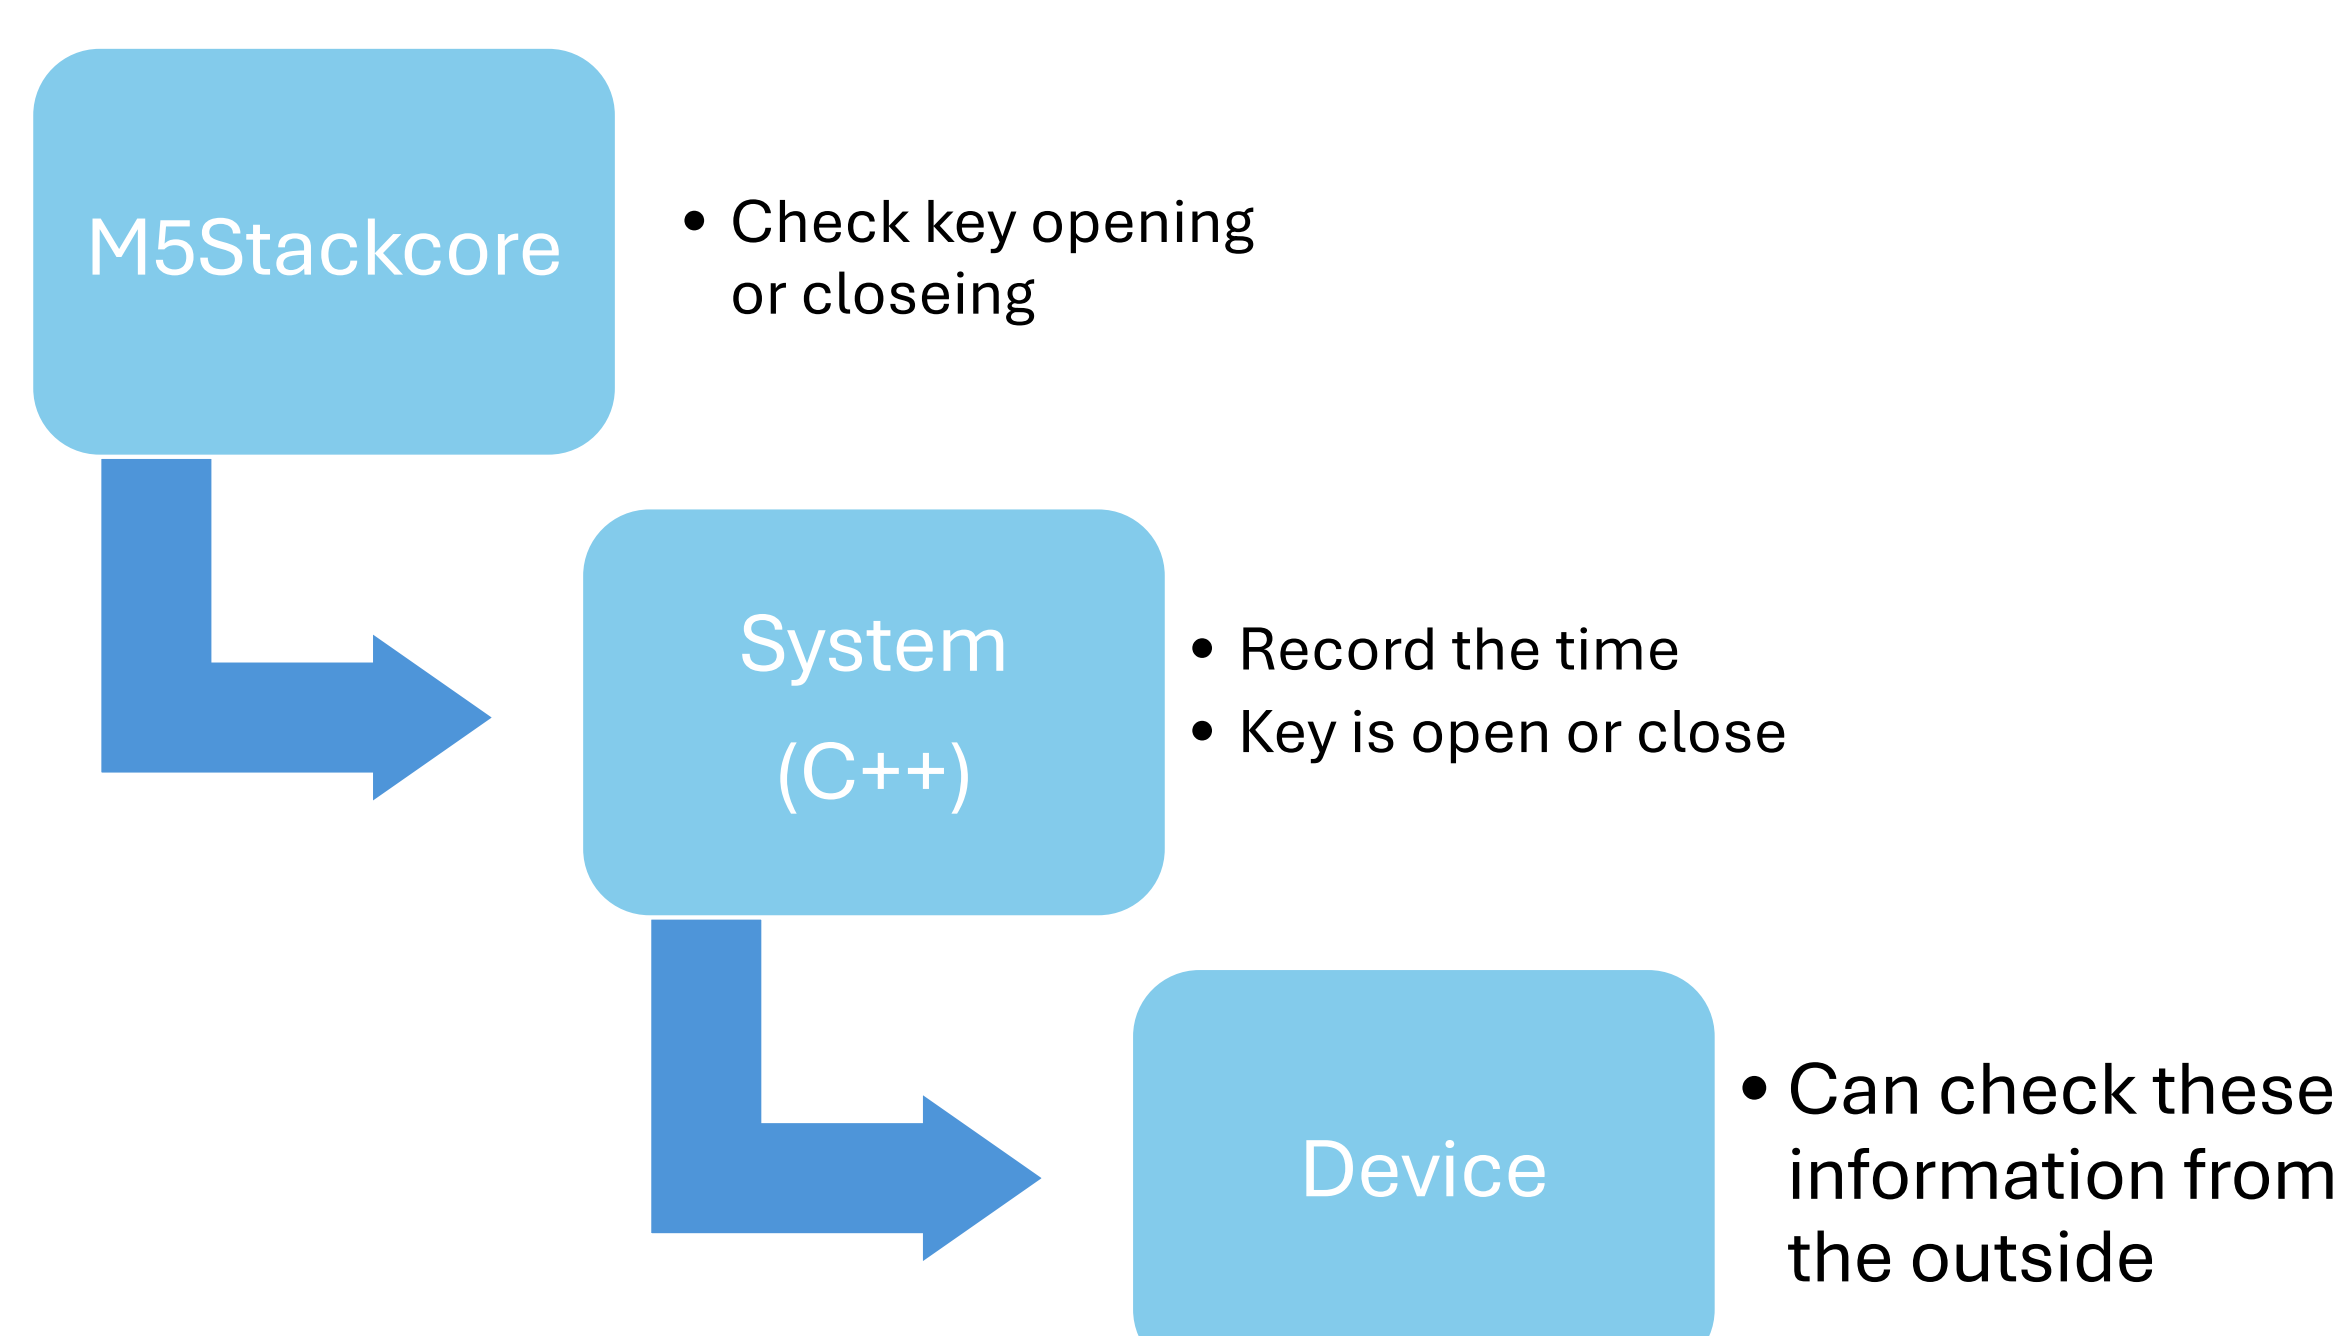 M5Stackcore
• Check key opening
or closeing
System
(C++)
• Record the time
• Key is open or close
Device
• Can check these
information from
the outside